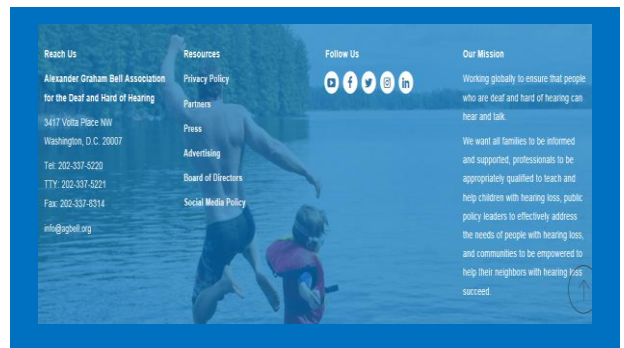 Reach Us
Alexander Graham Bell Association
for the Deaf and Hard of Hearing
3417 Volta Place NW
Washington, D.C. 20007
Tel: 202-337-5220
TTY: 202-337-5221
Fax: 202-337-8314
info@agbell.org
Resources
Privacy Policy
Partners
Press
Advertising
Board of Directors
Social Media Policy
Follow Us
Our Mission
Working globally to ensure that people
who are deaf and hard of hearing can
hear and talk.
We want all families to be informed
and supported, professionals to be
appropriately qualified to teach and
help children with hearing loss, public
policy leaders to effectively address
the needs of people with hearing loss,
and communities to be empowered to
help their neighbors with hearing loss
succeed.